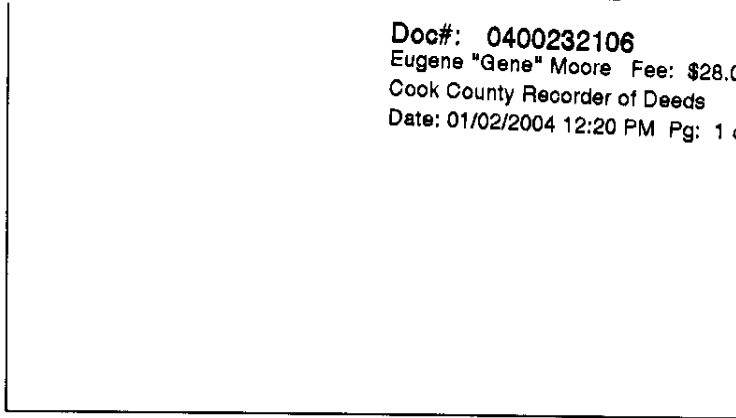 Doc#: 0400232106
Eugene "Gene" Moore Fee: $28.0
Cook County Recorder of Deeds
Date: 01/02/2004 12:20 PM Pg: 1